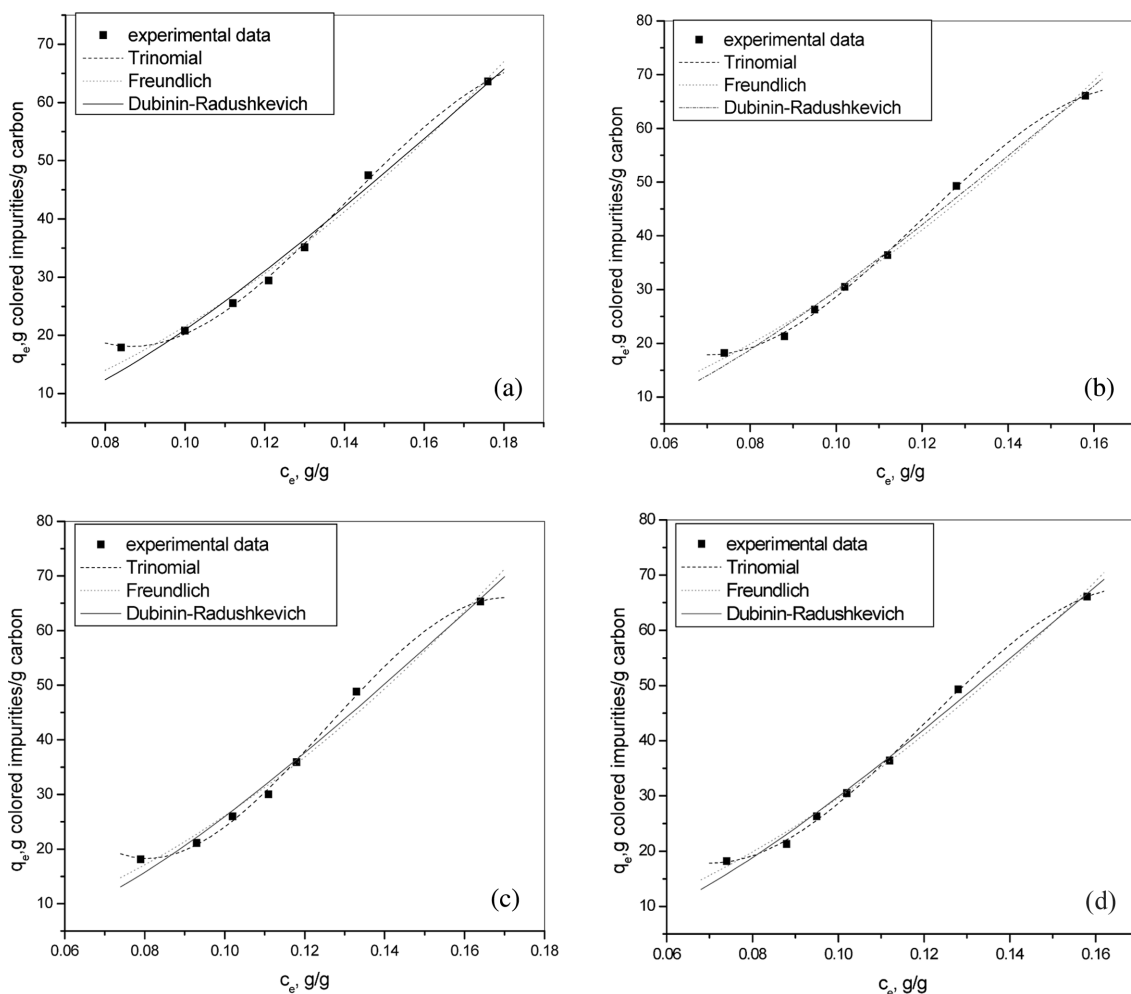 experimental data
Trinomial
Freundlich
Dubinin-Radushkevich
70
60
50
40
30
20
10
q_e,g colored impurities/g carbon
(a)
0.08
0.10
0.12
0.14
0.16
0.18
c_e, g/g
experimental data
Trinomial
Freundlich
Dubinin-Radushkevich
80
70
60
50
40
30
20
10
q_e,g colored impurities/g carbon
(b)
0.06
0.08
0.10
0.12
0.14
0.16
c_e, g/g
experimental data
Trinomial
Freundlich
Dubinin-Radushkevich
80
70
60
50
40
30
20
10
q_e,g colored impurities/g carbon
(c)
0.06
0.08
0.10
0.12
0.14
0.16
0.18
c_e, g/g
experimental data
Trinomial
Freundlich
Dubinin-Radushkevich
80
70
60
50
40
30
20
10
q_e,g colored impurities/g carbon
(d)
0.06
0.08
0.10
0.12
0.14
0.16
c_e, g/g